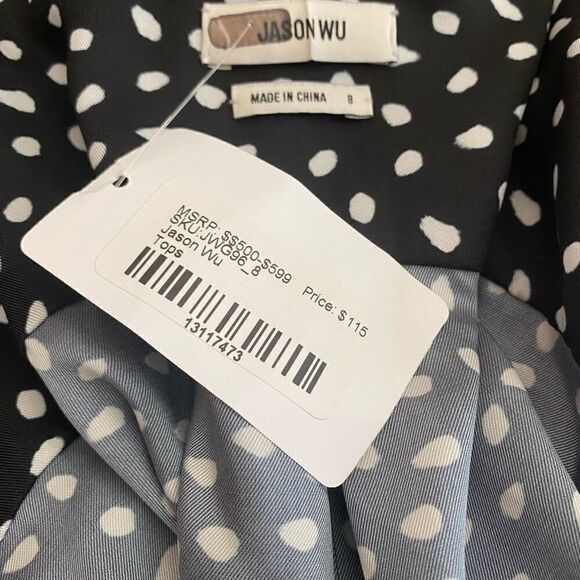 JASON WU
MADE IN CHINA 8
MSRP: $$500-$599
SKU:JWG96_8 Price: $115
Jason Wu
Tops
13117473